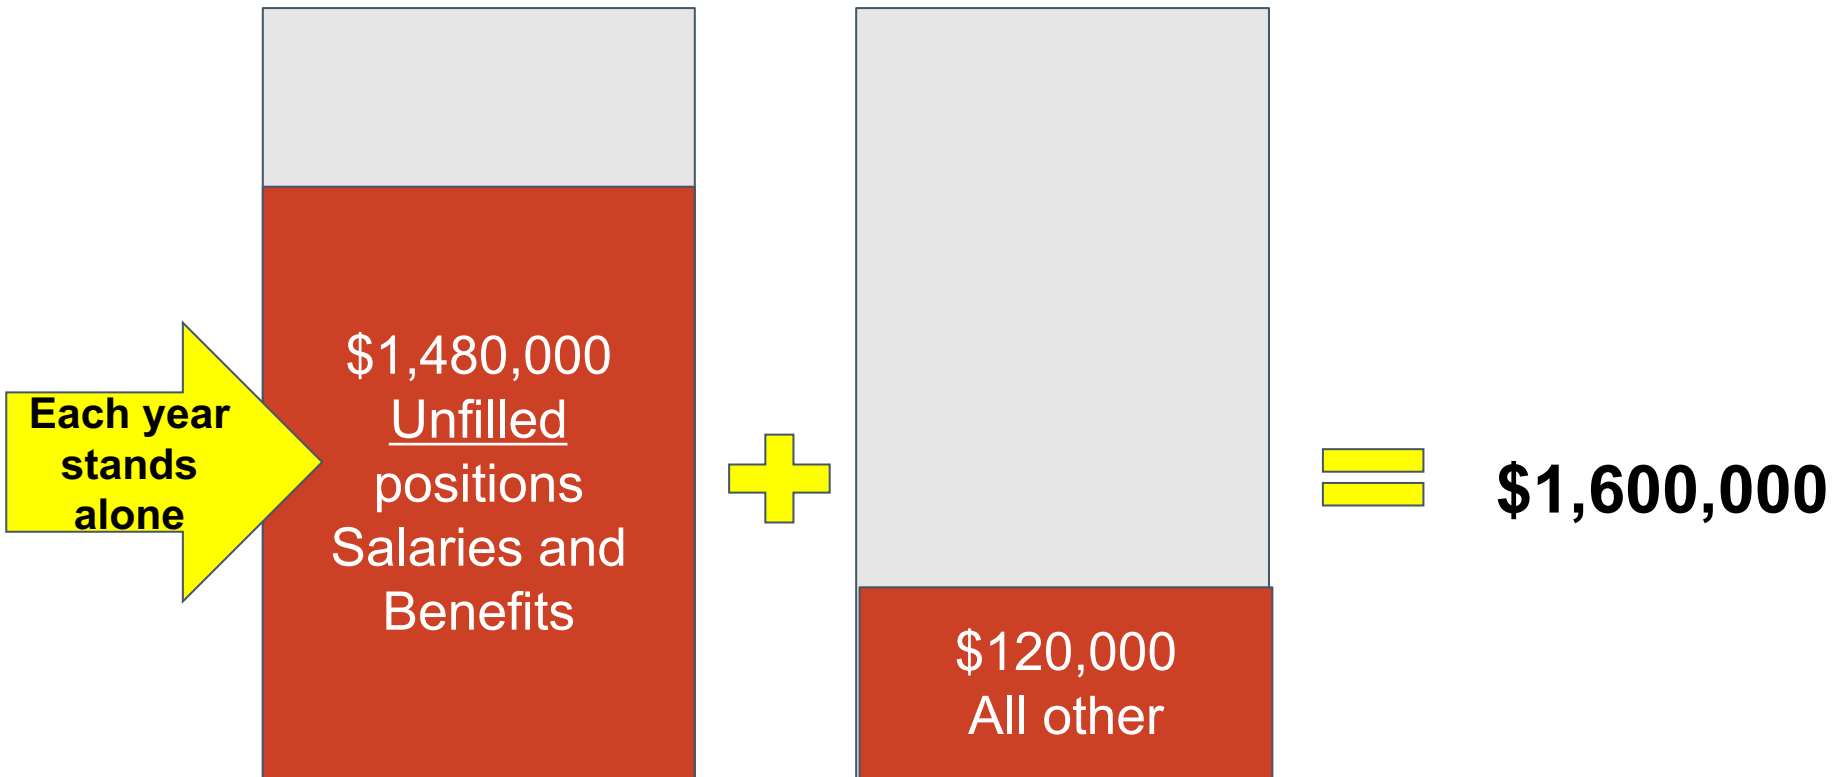 Each year
stands
alone
$1,480,000
Unfilled
positions
Salaries and
Benefits
$120,000
All other
$1,600,000